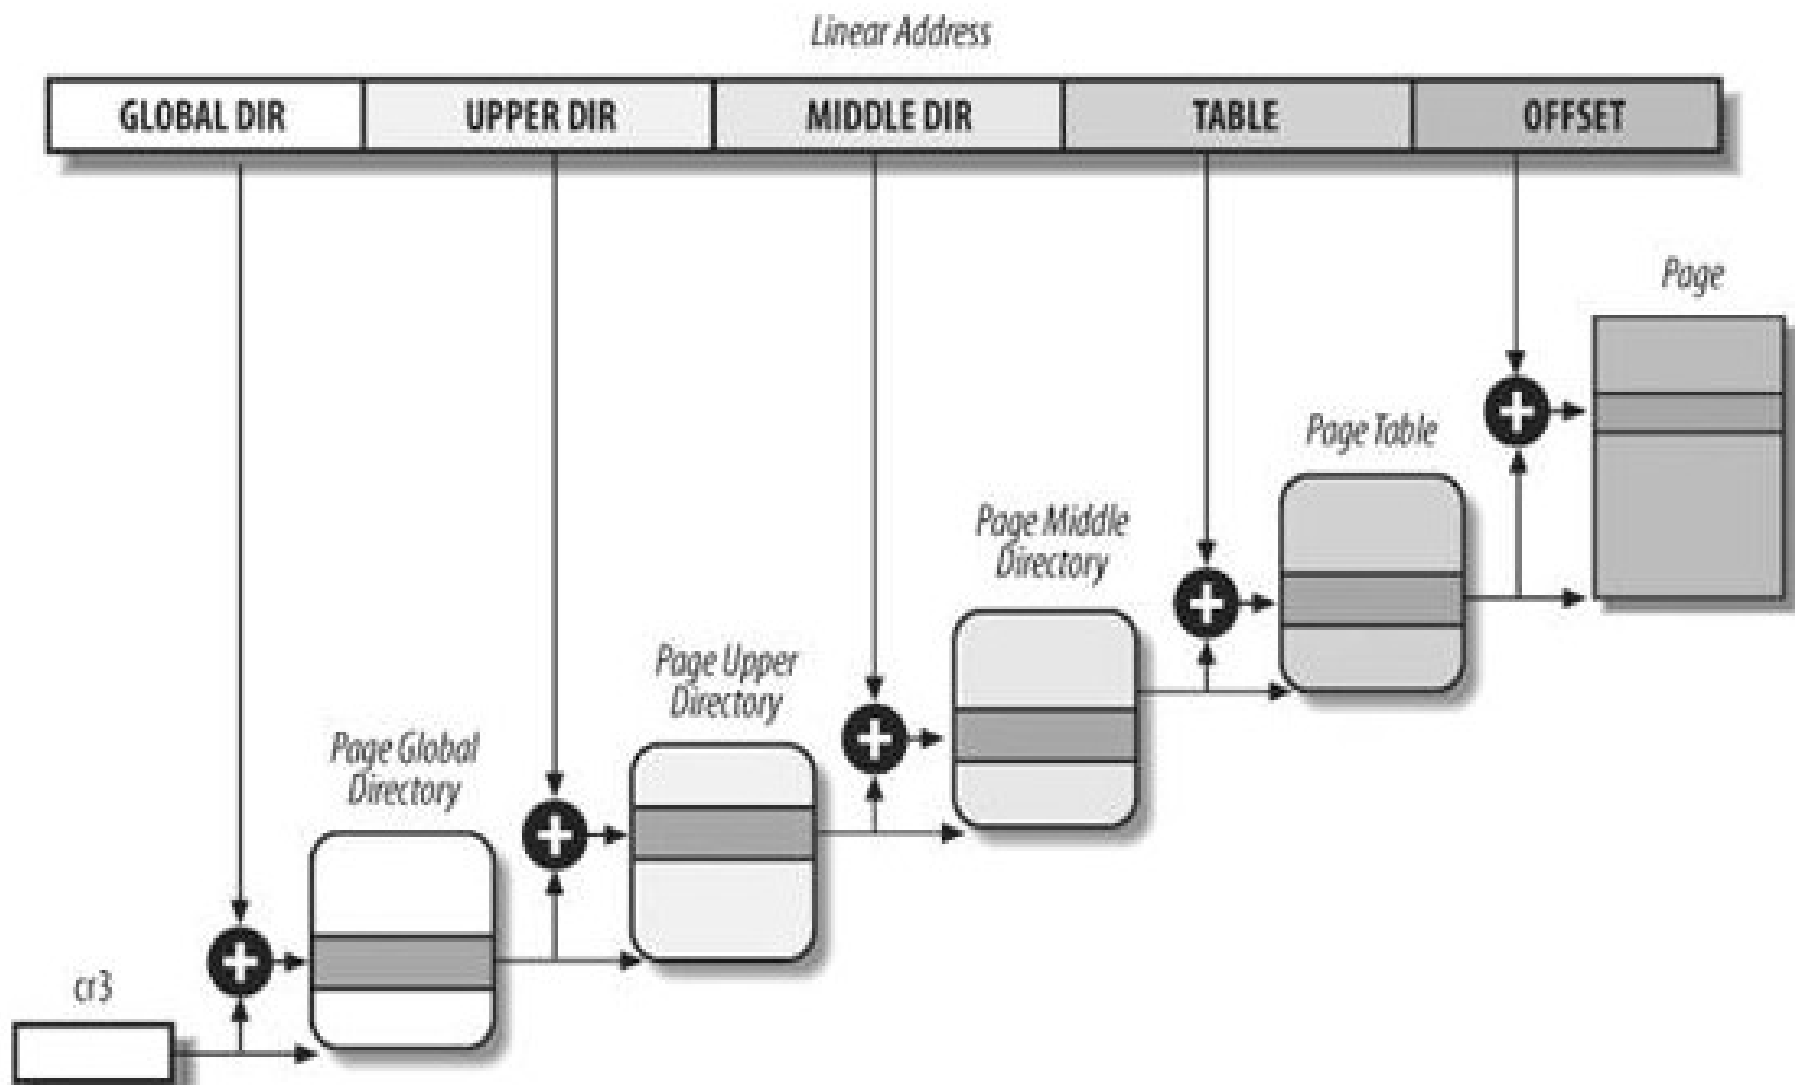 Linear Address
GLOBAL DIR
UPPER DIR
MIDDLE DIR
TABLE
OFFSET
Page
Page Table
Page Middle
Directory
Page Upper
Directory
Page Global
Directory
cr3